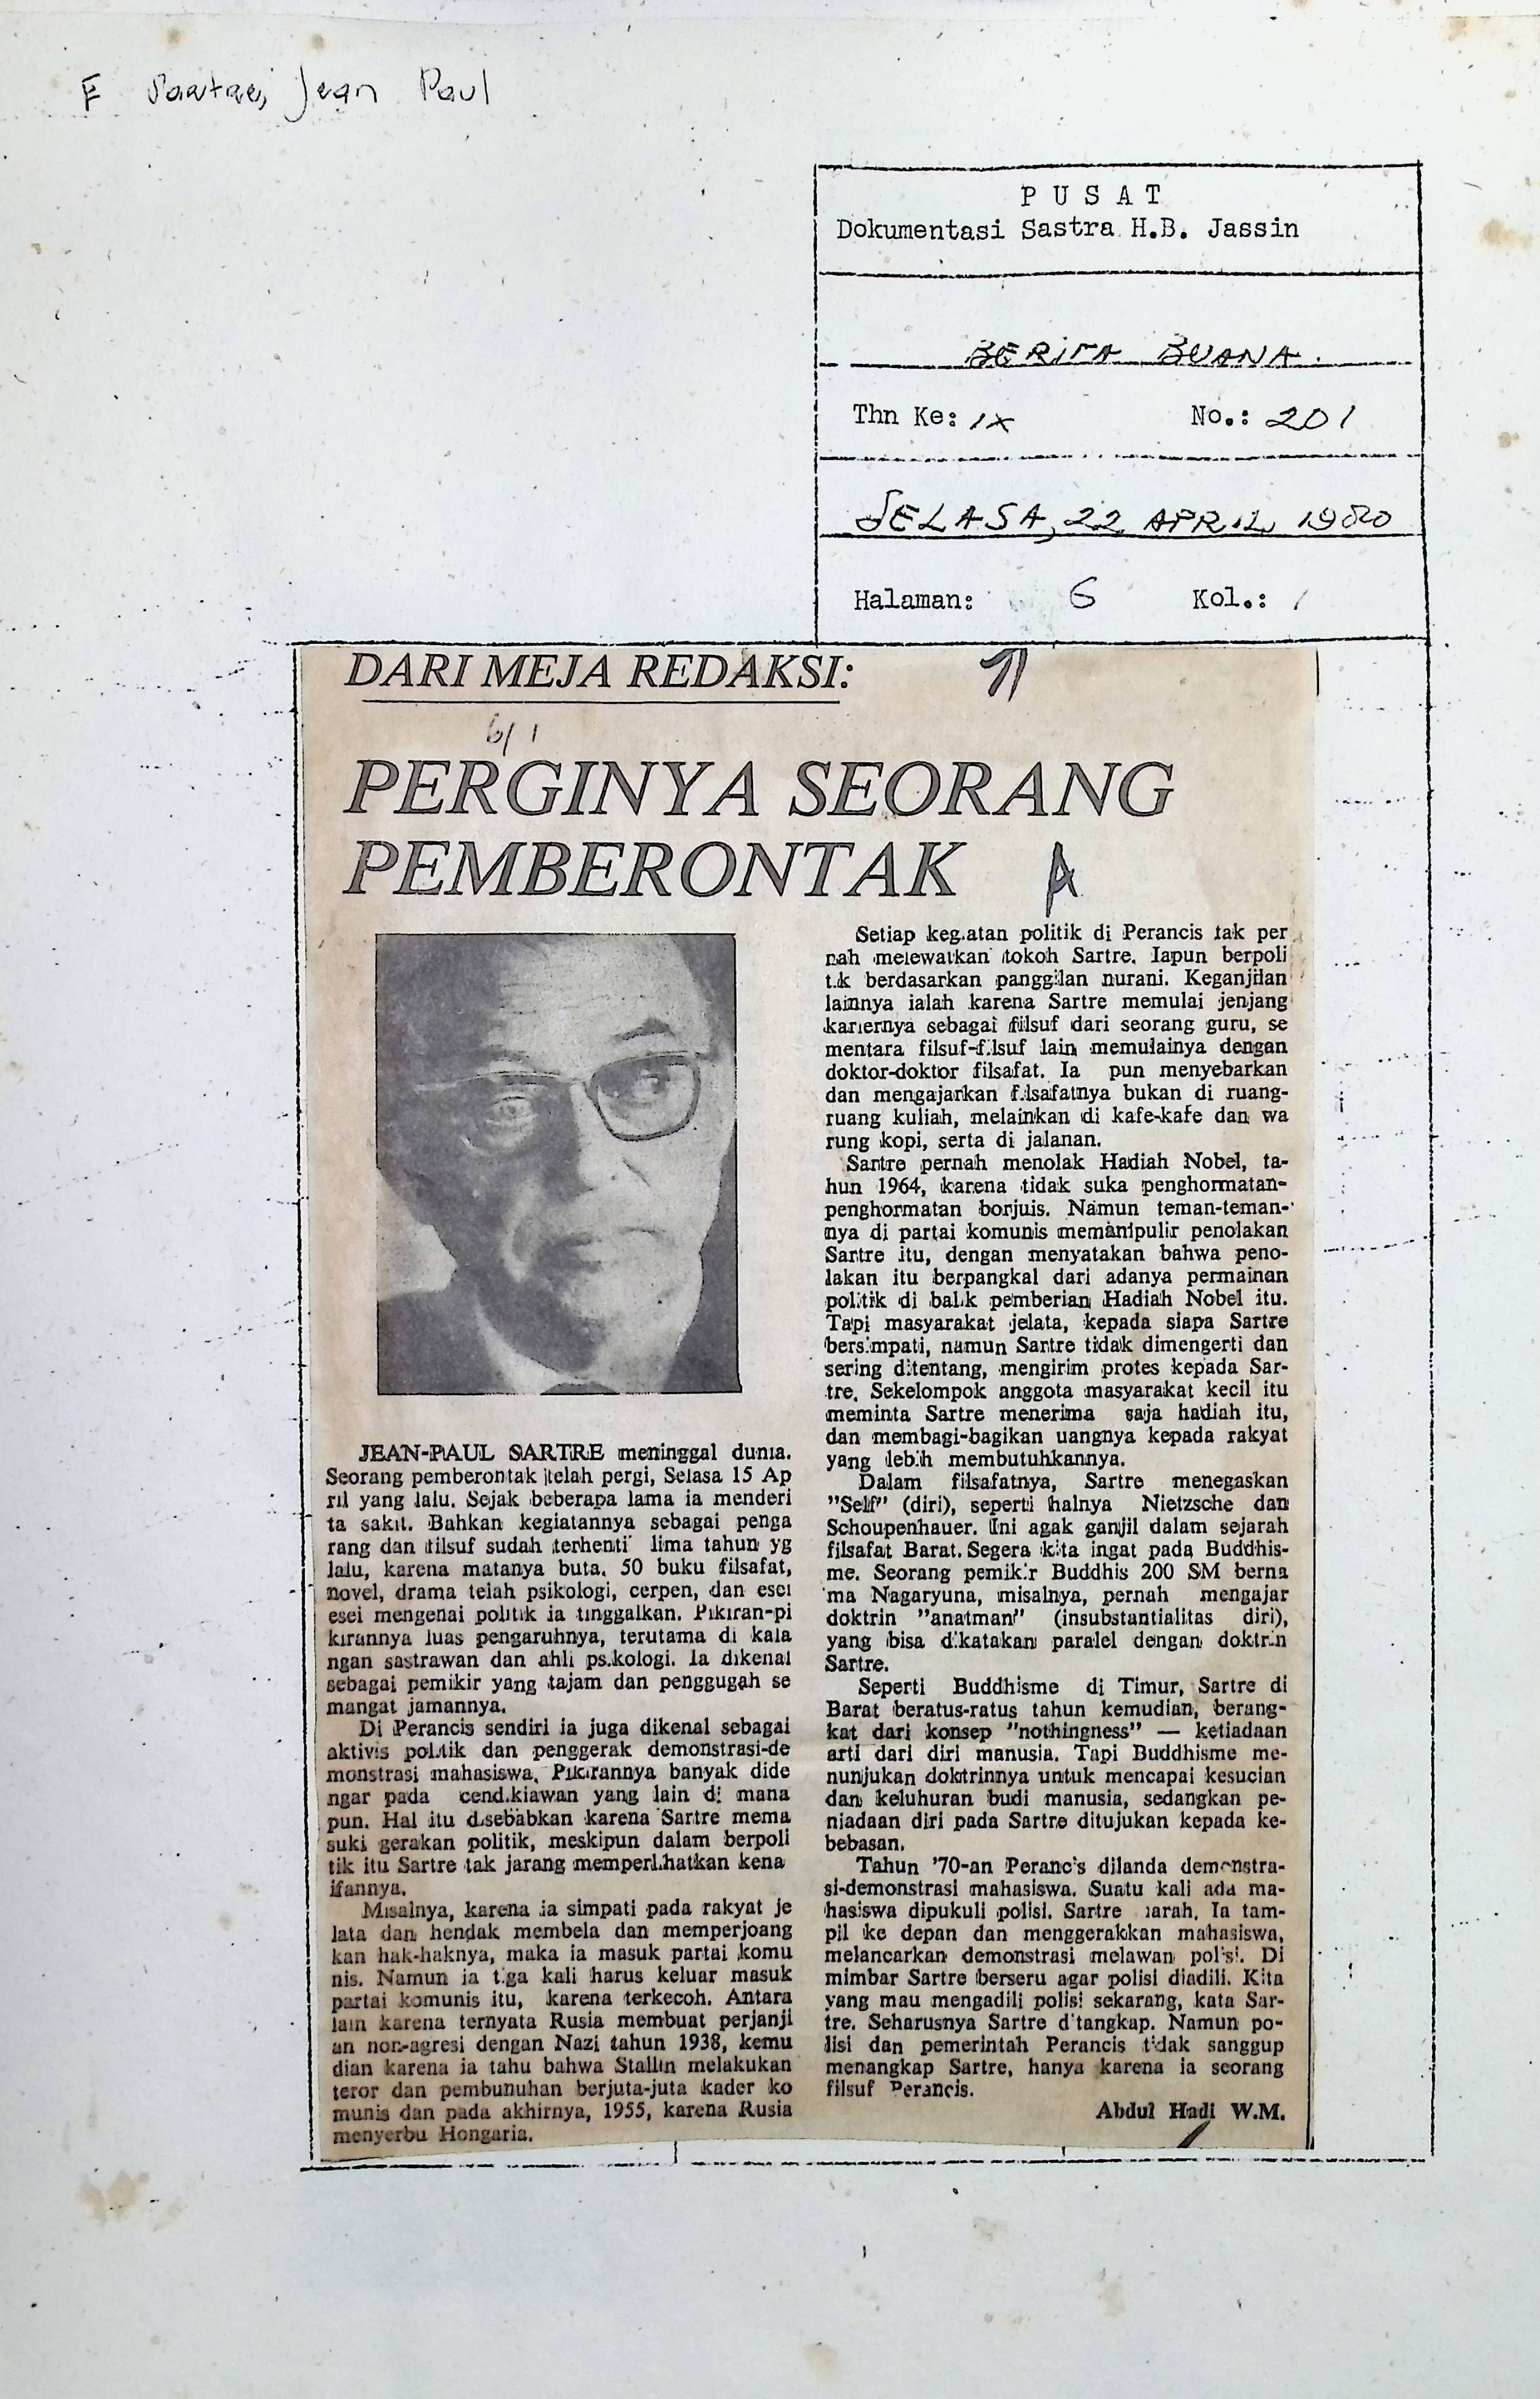 F Sartre, Jean Paul
PUSAT
Dokumentasi Sastra H.B. Jassin
BERITA BUANA.
Thn Ke: IX No.: 201
SELASA, 22 APRIL, 1980
Halaman: 6 Kol.: 1
DARI MEJA REDAKSI:
6/1
PERGINYA SEORANG
PEMBERONTAK
A
JEAN-PAUL SARTRE meninggal dunia.
Seorang pemberontak telah pergi, Selasa 15 Ap
ril yang lalu. Sejak beberapa lama ia menderi
ta sakit. Bahkan kegiatannya sebagai penga
rang dan filsuf sudah terhenti lima tahun yg
lalu, karena matanya buta. 50 buku filsafat,
novel, drama telah psikologi, cerpen, dan esei
esei mengenai politik ia tinggalkan. Pikiran-pi
kirannya luas pengaruhnya, terutama di kala
ngan sastrawan dan ahli psikologi. Ia dikenal
sebagai pemikir yang tajam dan penggugah se
mangat jamannya.
Di Perancis sendiri ia juga dikenal sebagai
aktivis politik dan penggerak demonstrasi-de
monstrasi mahasiswa. Pikirannya banyak dide
ngar pada cendikiawan yang lain di mana
pun. Hal itu disebabkan karena Sartre mema
suki gerakan politik, meskipun dalam berpoli
tik itu Sartre tak jarang memperlihatkan kena
ifannya.
Misalnya, karena ia simpati pada rakyat je
lata dan hendak membela dan memperjoang
kan hak-haknya, maka ia masuk partai komu
nis. Namun ia tiga kali harus keluar masuk
partai komunis itu, karena terkecoh. Antara
lain karena ternyata Rusia membuat perjanji
an non-agresi dengan Nazi tahun 1938, kemu
dian karena ia tahu bahwa Stallin melakukan
teror dan pembunuhan berjuta-juta kader ko
munis dan pada akhirnya, 1955, karena Rusia
menyerbu Hongaria.
Setiap kegiatan politik di Perancis tak per
nah melewatkan tokoh Sartre. Iapun berpoli
tik berdasarkan panggilan nurani. Keganjilan
lainnya ialah karena Sartre memulai jenjang
kariernya sebagai filsuf dari seorang guru, se
mentara filsuf-filsuf lain memulainya dengan
doktor-doktor filsafat. Ia pun menyebarkan
dan mengajarkan filsafatnya bukan di ruang-
ruang kuliah, melainkan di kafe-kafe dan wa
rung kopi, serta di jalanan.
Sartre pernah menolak Hadiah Nobel, ta-
hun 1964, karena tidak suka penghormatan-
penghormatan borjuis. Namun teman-teman-
nya di partai komunis memanipulir penolakan
Sartre itu, dengan menyatakan bahwa peno-
lakan itu berpangkal dari adanya permainan
politik di balik pemberian Hadiah Nobel itu.
Tapi masyarakat jelata, kepada siapa Sartre
bersimpati, namun Sartre tidak dimengerti dan
sering ditentang, mengirim protes kepada Sar-
tre. Sekelompok anggota masyarakat kecil itu
meminta Sartre menerima saja hadiah itu,
dan membagi-bagikan uangnya kepada rakyat
yang lebih membutuhkannya.
Dalam filsafatnya, Sartre menegaskan
"Self" (diri), seperti halnya Nietzsche dan
Schoupenhauer. Ini agak ganjil dalam sejarah
filsafat Barat. Segera kita ingat pada Buddhis-
me. Seorang pemikir Buddhis 200 SM berna
ma Nagaryuna, misalnya, pernah mengajar
doktrin "anatman" (insubstantialitas diri),
yang bisa dikatakan paralel dengan doktrin
Sartre.
Seperti Buddhisme di Timur, Sartre di
Barat beratus-ratus tahun kemudian, berang-
kat dari konsep "nothingness" — ketiadaan
arti dari diri manusia. Tapi Buddhisme me-
nunjukan doktrinnya untuk mencapai kesucian
dan keluhuran budi manusia, sedangkan pe-
niadaan diri pada Sartre ditujukan kepada ke-
bebasan.
Tahun '70-an Perancis dilanda demonstra-
si-demonstrasi mahasiswa. Suatu kali ada ma-
hasiswa dipukuli polisi. Sartre marah. Ia tam-
pil ke depan dan menggerakkan mahasiswa,
melancarkan demonstrasi melawan polisi. Di
mimbar Sartre berseru agar polisi diadili. Kita
yang mau mengadili polisi sekarang, kata Sar-
tre. Seharusnya Sartre ditangkap. Namun po-
lisi dan pemerintah Perancis tidak sanggup
menangkap Sartre, hanya karena ia seorang
filsuf Perancis.
Abdul Hadi W.M.